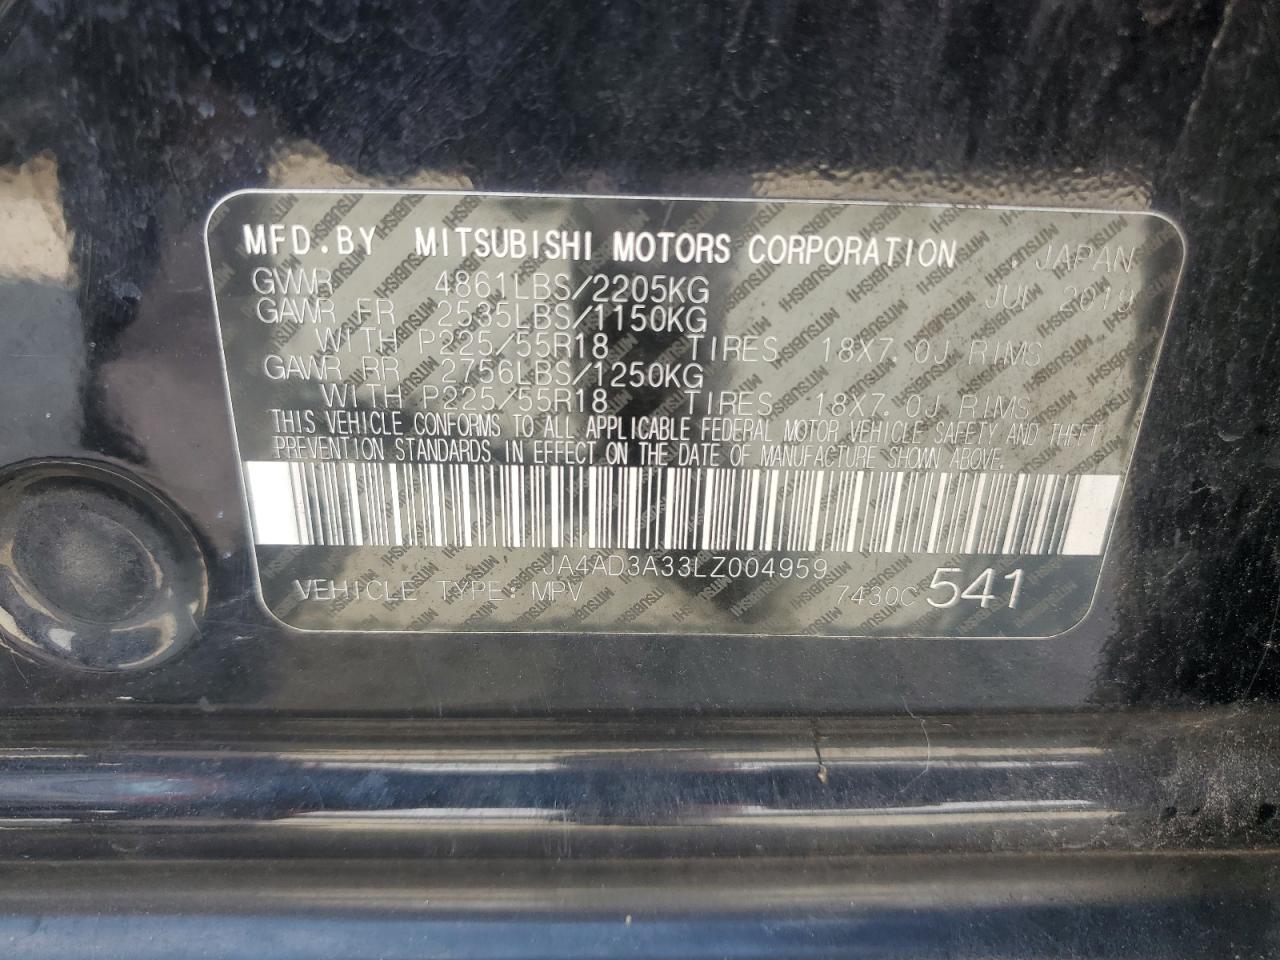 MFD.BY MITSUBISHI MOTORS CORPORATION , JAPAN
GVWR 4861LBS/2205KG JUL 2019
GAWR FR 2535LBS/1150KG
WITH P225/55R18 TIRES 18X7.0J RIMS
GAWR RR 2756LBS/1250KG
WITH P225/55R18 TIRES 18X7.0J RIMS
THIS VEHICLE CONFORMS TO ALL APPLICABLE FEDERAL MOTOR VEHICLE SAFETY AND THEFT
PREVENTION STANDARDS IN EFFECT ON THE DATE OF MANUFACTURE SHOWN ABOVE.
JA4AD3A33LZ004959
VEHICLE TYPE: MPV 7430C 541